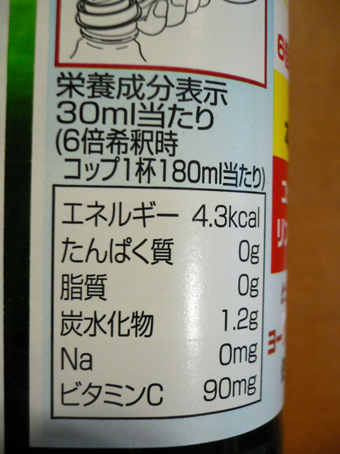 栄養成分表示
30ml当たり
(6倍希釈時
コップ1杯180ml当たり)
エネルギー 4.3kcal
たんぱく質 0g
脂質 0g
炭水化物 1.2g
Na 0mg
ビタミンC 90mg